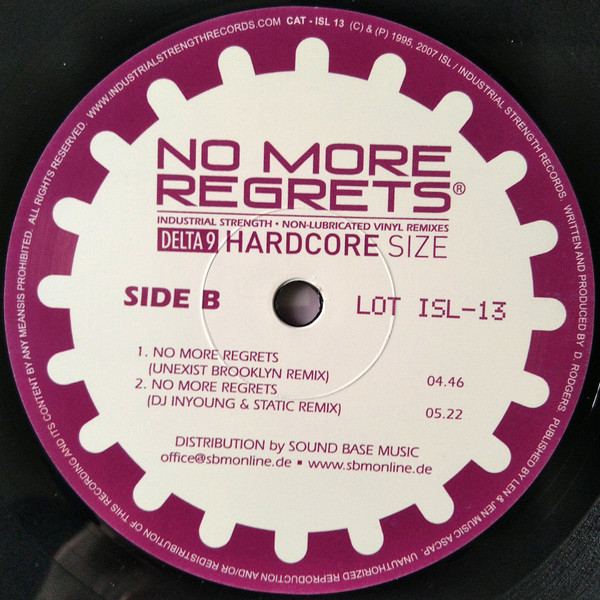 WWW.INDUSTRIALSTRENGTHRECORDS.COM CAT - ISL 13 (C) & (P) 1995, 2007 ISL / INDUSTRIAL STRENGTH RECORDS. WRITTEN AND PRODUCED BY D. RODGERS. PUBLISHED BY LEN & JEN MUSIC ASCAP. UNAUTHORIZED REPRODUCTION AND/OR REDISTRIBUTION OF THIS RECORDING AND ITS CONTENT BY ANY MEANSIS PROHIBITED. ALL RIGHTS RESERVED.
NO MORE
REGRETS®
INDUSTRIAL STRENGTH • NON-LUBRICATED VINYL REMIXES
DELTA 9 HARDCORE SIZE
SIDE B LOT ISL-13
1. NO MORE REGRETS
(UNEXIST BROOKLYN REMIX) 04.46
2. NO MORE REGRETS
(DJ INYOUNG & STATIC REMIX) 05.22
DISTRIBUTION by SOUND BASE MUSIC
office@sbmonline.de ▪ www.sbmonline.de